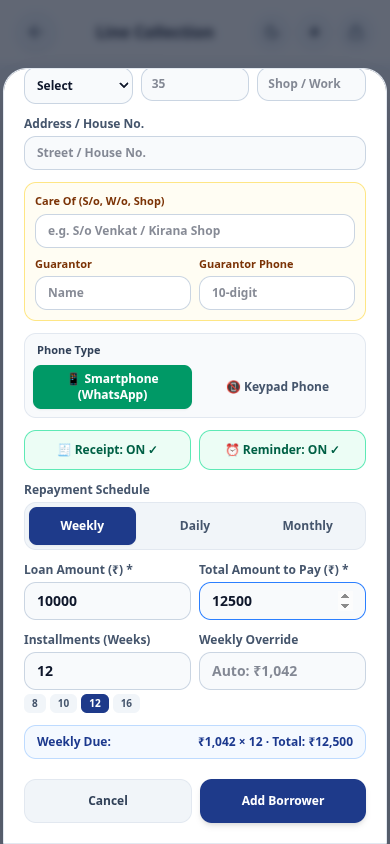 Line Collection
Select
35
Shop / Work
Address / House No.
Street / House No.
Care Of (S/o, W/o, Shop)
e.g. S/o Venkat / Kirana Shop
Guarantor
Guarantor Phone
Name
10-digit
Phone Type
📱 Smartphone
(WhatsApp)
📵 Keypad Phone
🧾 Receipt: ON ✓
⏰ Reminder: ON ✓
Repayment Schedule
Weekly
Daily
Monthly
Loan Amount (₹) *
Total Amount to Pay (₹) *
10000
12500
Installments (Weeks)
Weekly Override
12
Auto: ₹1,042
8
10
12
16
Weekly Due:
₹1,042 × 12 · Total: ₹12,500
Cancel
Add Borrower